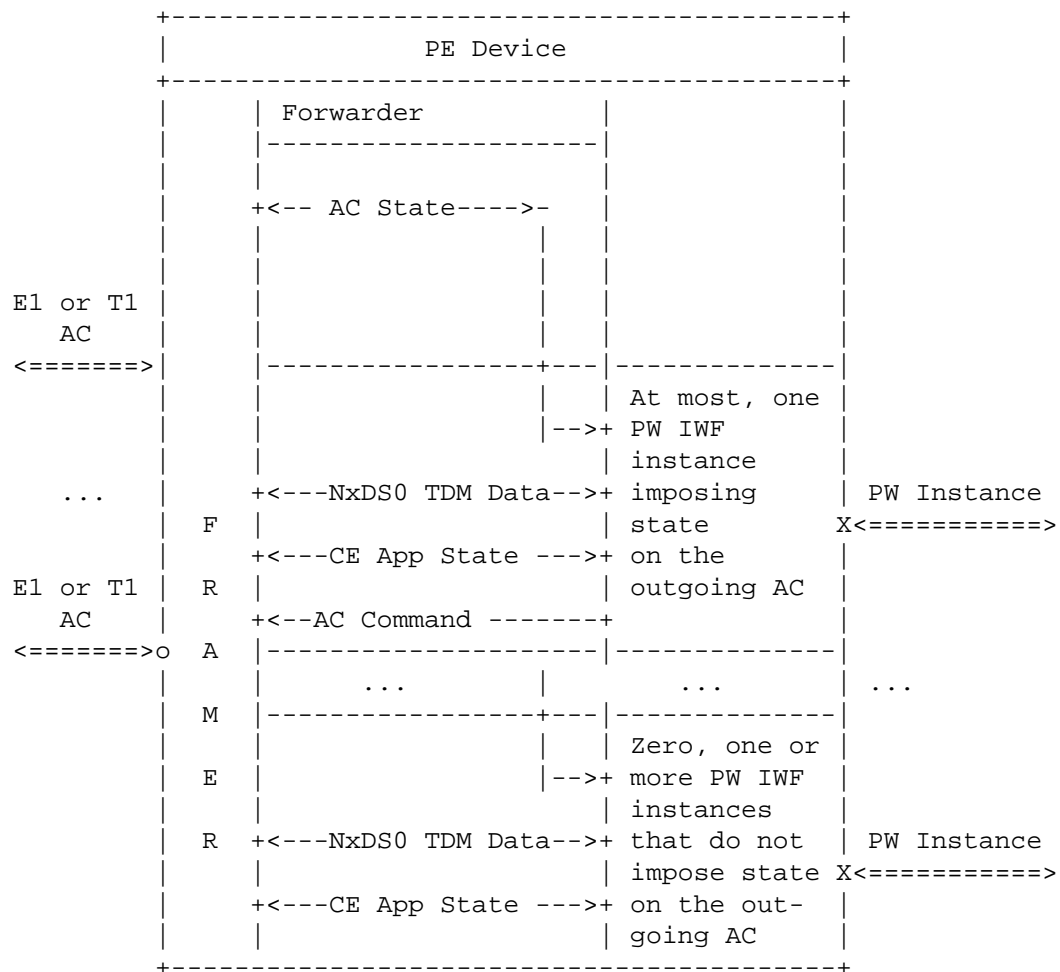 PE Device
Forwarder
+<-- AC State---->-
E1 or T1
AC
<=======>
At most, one
-->+ PW IWF
instance
... +<---NxDS0 TDM Data-->+ imposing PW Instance
F state X<===========>
+<---CE App State --->+ on the
E1 or T1 R outgoing AC
AC +<--AC Command -------+
<=======>o A
... ... ...
M
Zero, one or
E -->+ more PW IWF
instances
R +<---NxDS0 TDM Data-->+ that do not PW Instance
impose state X<===========>
+<---CE App State --->+ on the out-
going AC